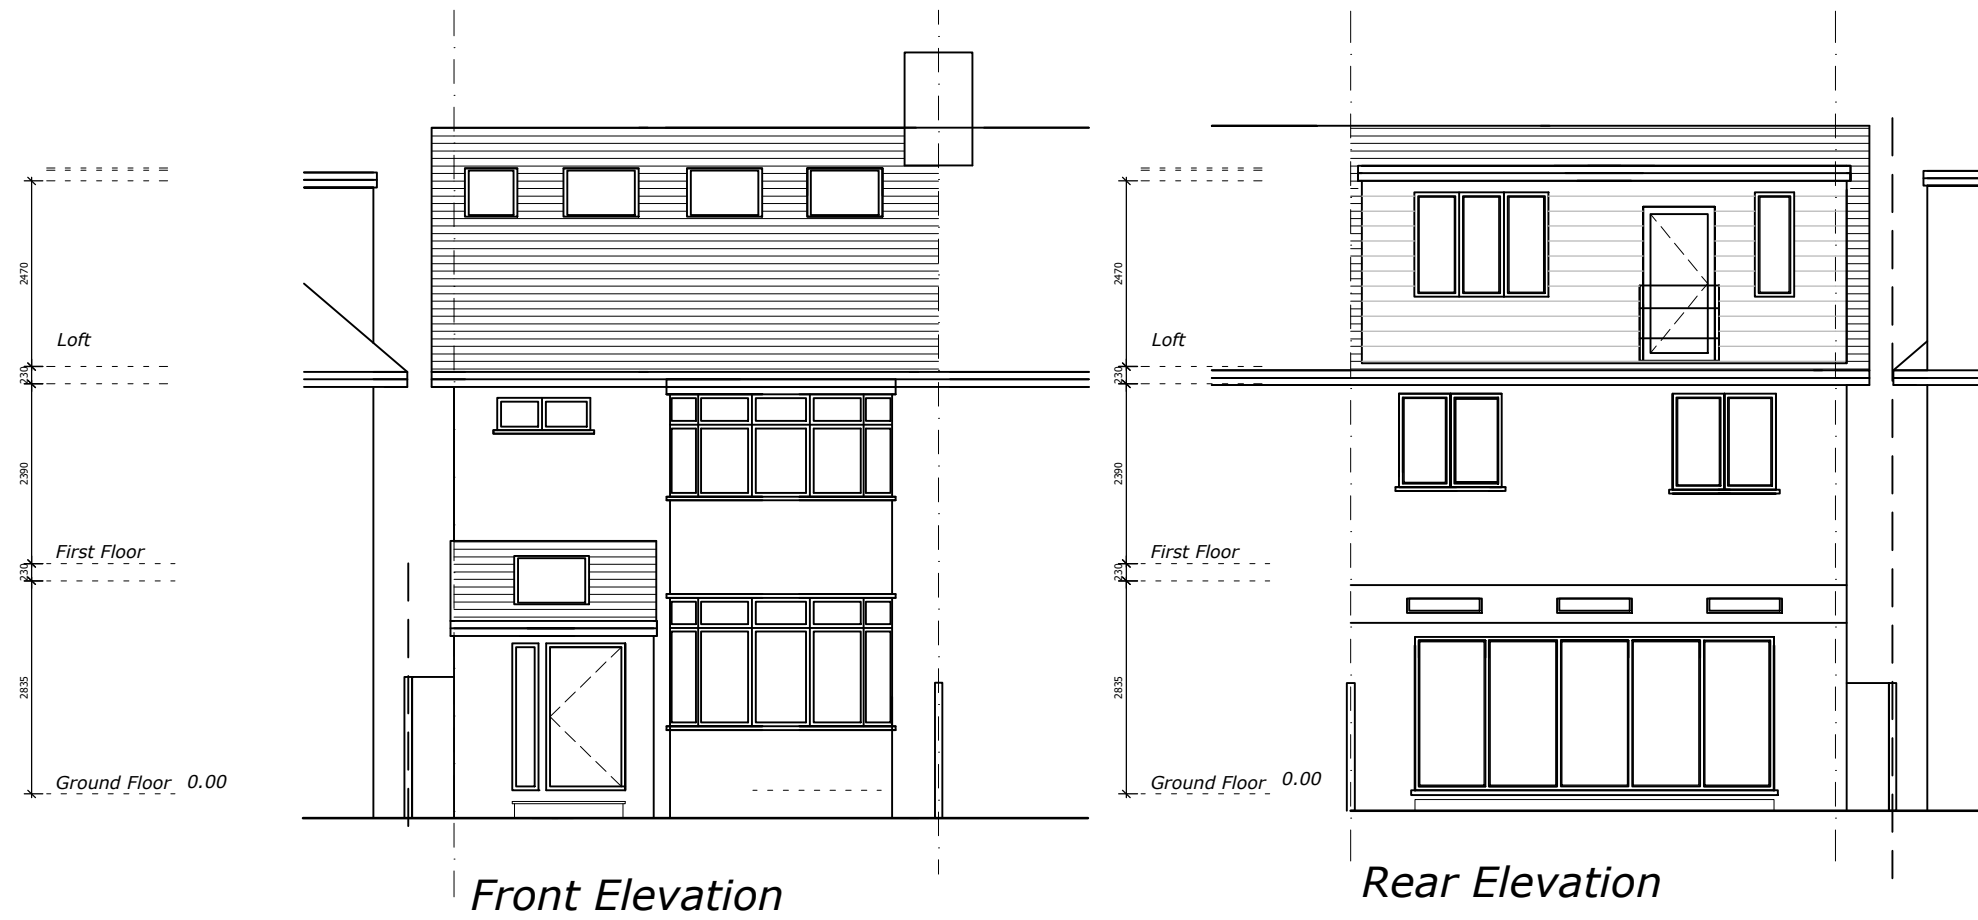 2470
Loft
230
2390
First Floor
230
2835
Ground Floor 0.00
Front Elevation
2470
Loft
230
2390
First Floor
230
2835
Ground Floor 0.00
Rear Elevation